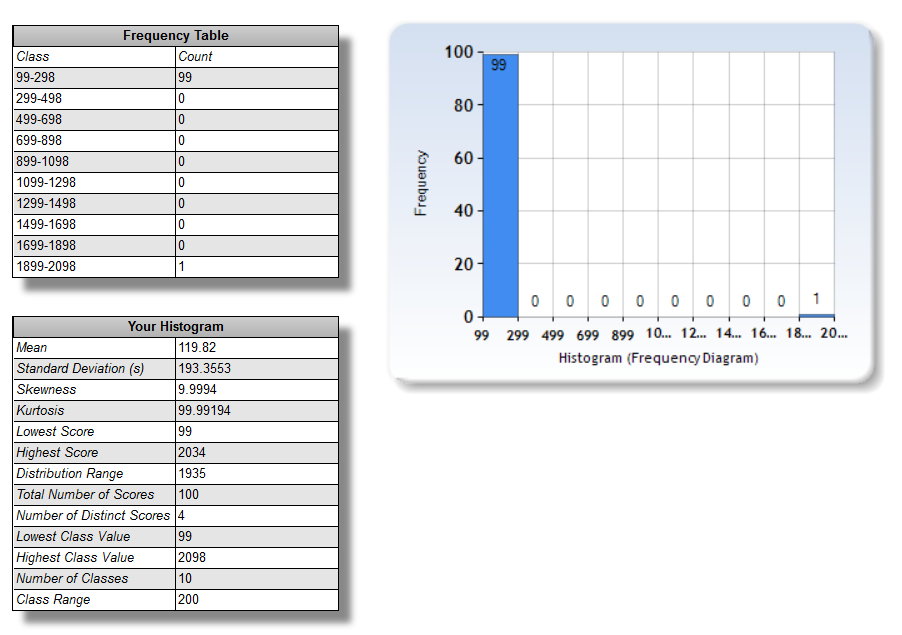 Frequency Table
Class Count
99-298 99
299-498 0
499-698 0
699-898 0
899-1098 0
1099-1298 0
1299-1498 0
1499-1698 0
1699-1898 0
1899-2098 1
Your Histogram
Mean 119.82
Standard Deviation (s) 193.3553
Skewness 9.9994
Kurtosis 99.99194
Lowest Score 99
Highest Score 2034
Distribution Range 1935
Total Number of Scores 100
Number of Distinct Scores 4
Lowest Class Value 99
Highest Class Value 2098
Number of Classes 10
Class Range 200
100
80
60
40
20
0
Frequency
99
0 0 0 0 0 0 0 0 1
99 299 499 699 899 10... 12... 14... 16... 18... 20...
Histogram (Frequency Diagram)